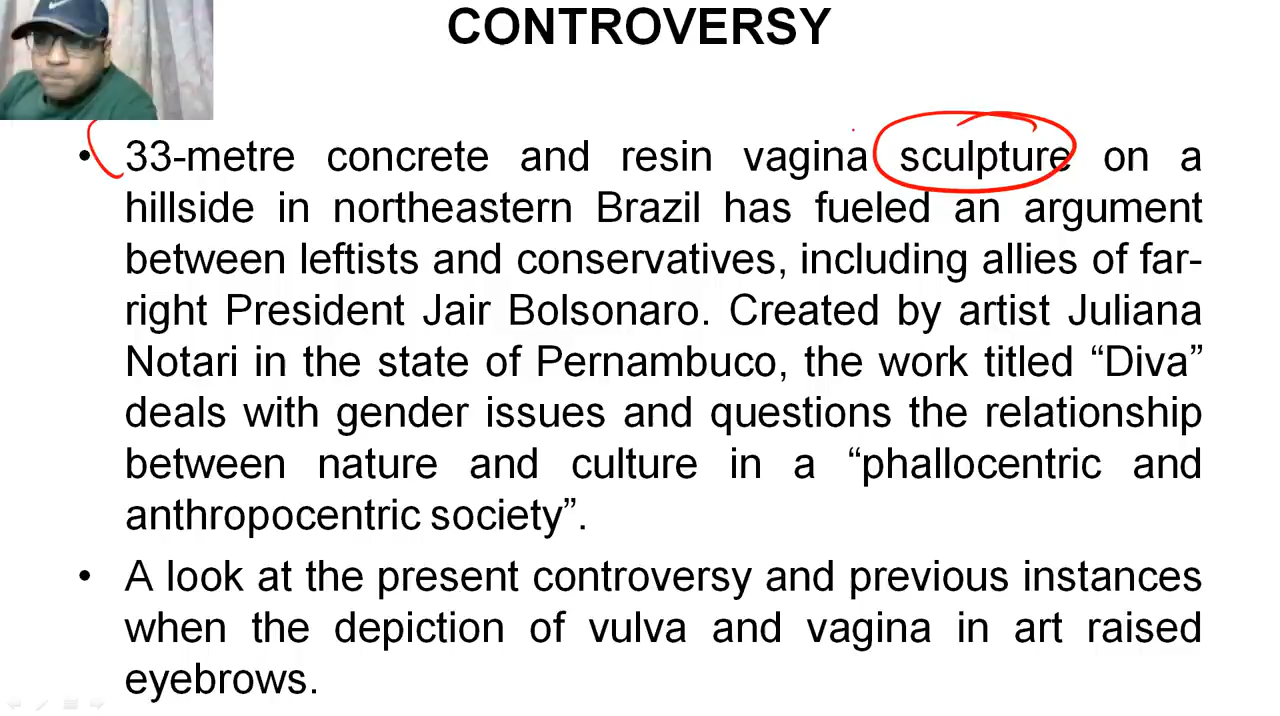 CONTROVERSY
• 33-metre concrete and resin vagina sculpture on a
hillside in northeastern Brazil has fueled an argument
between leftists and conservatives, including allies of far-
right President Jair Bolsonaro. Created by artist Juliana
Notari in the state of Pernambuco, the work titled “Diva”
deals with gender issues and questions the relationship
between nature and culture in a “phallocentric and
anthropocentric society”.
• A look at the present controversy and previous instances
when the depiction of vulva and vagina in art raised
eyebrows.